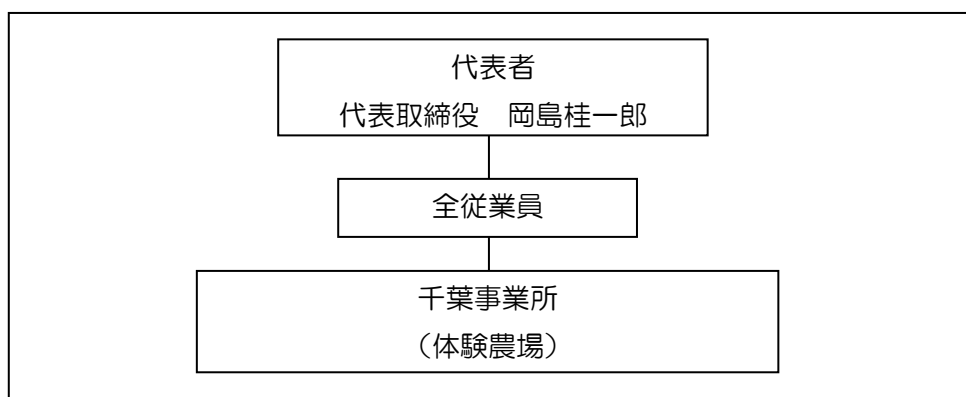 代表者
代表取締役　岡島桂一郎
全従業員
千葉事業所
（体験農場）